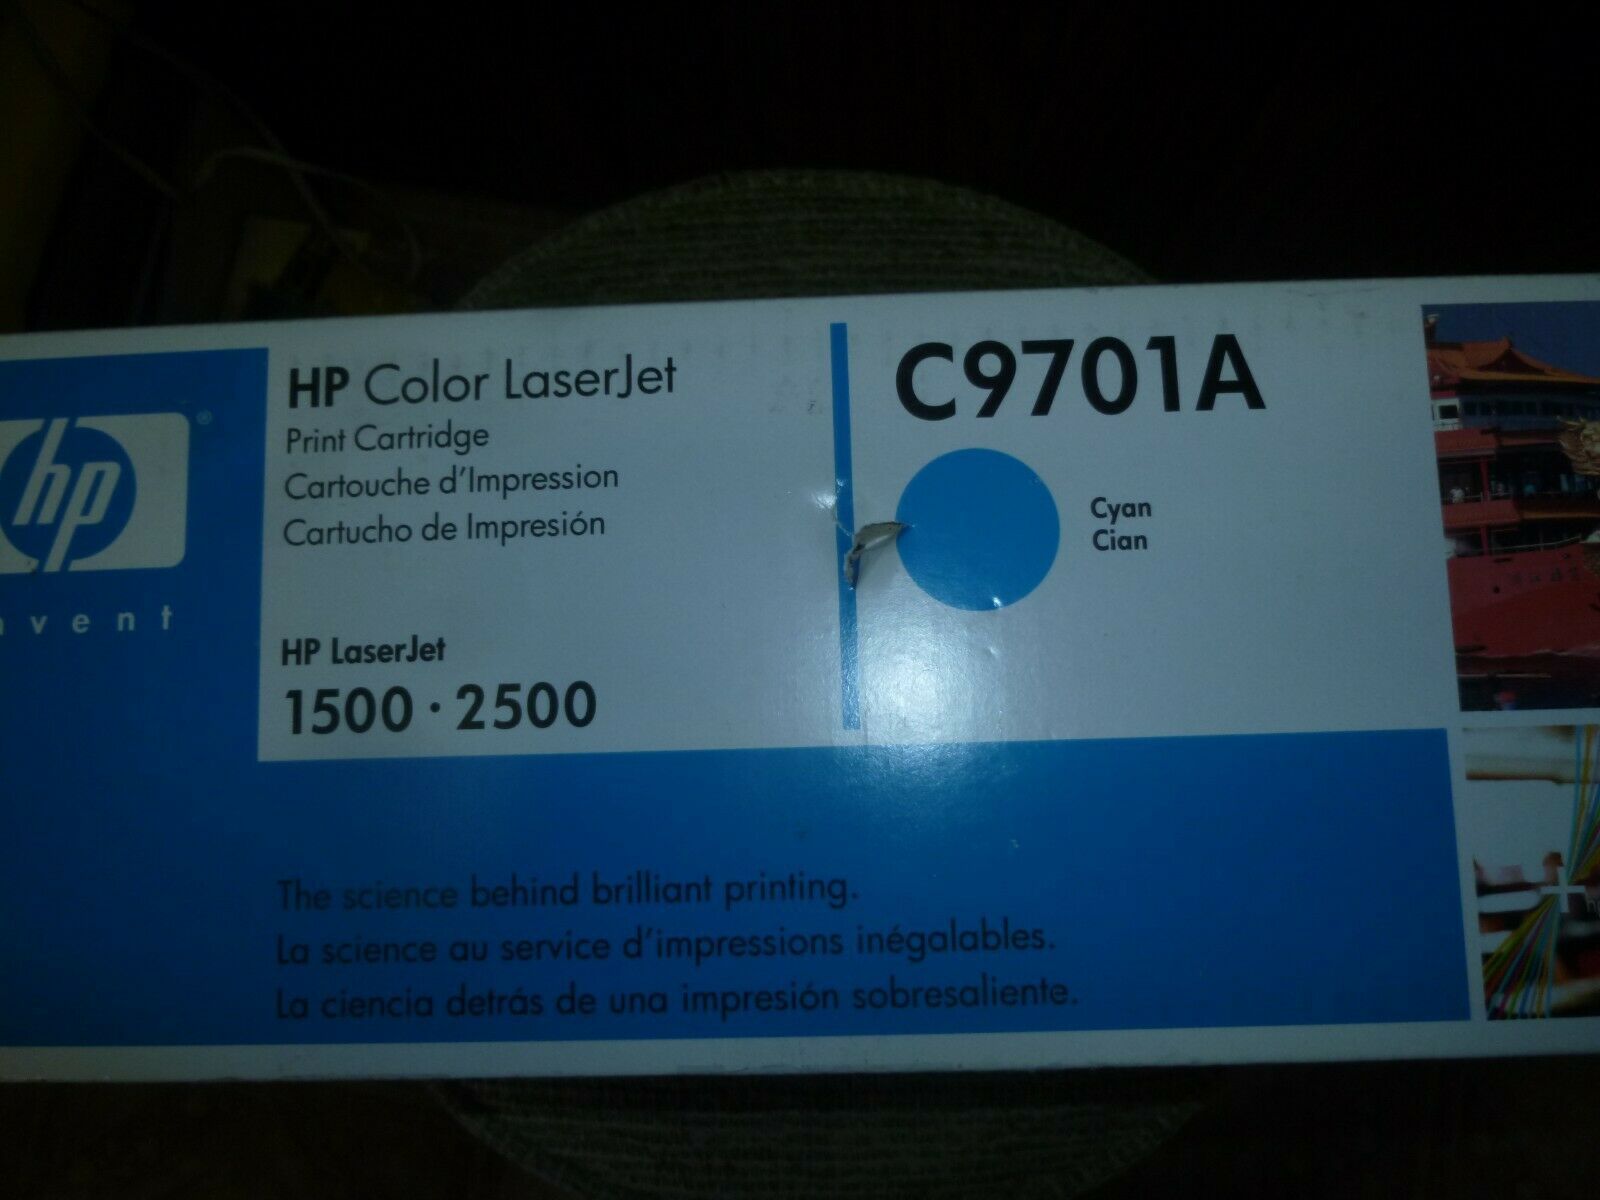 hp
®
nvent
HP Color LaserJet
Print Cartridge
Cartouche d'Impression
Cartucho de Impresión
HP LaserJet
1500 · 2500
C9701A
Cyan
Cian
The science behind brilliant printing.
La science au service d'impressions inégalables.
La ciencia detrás de una impresión sobresaliente.